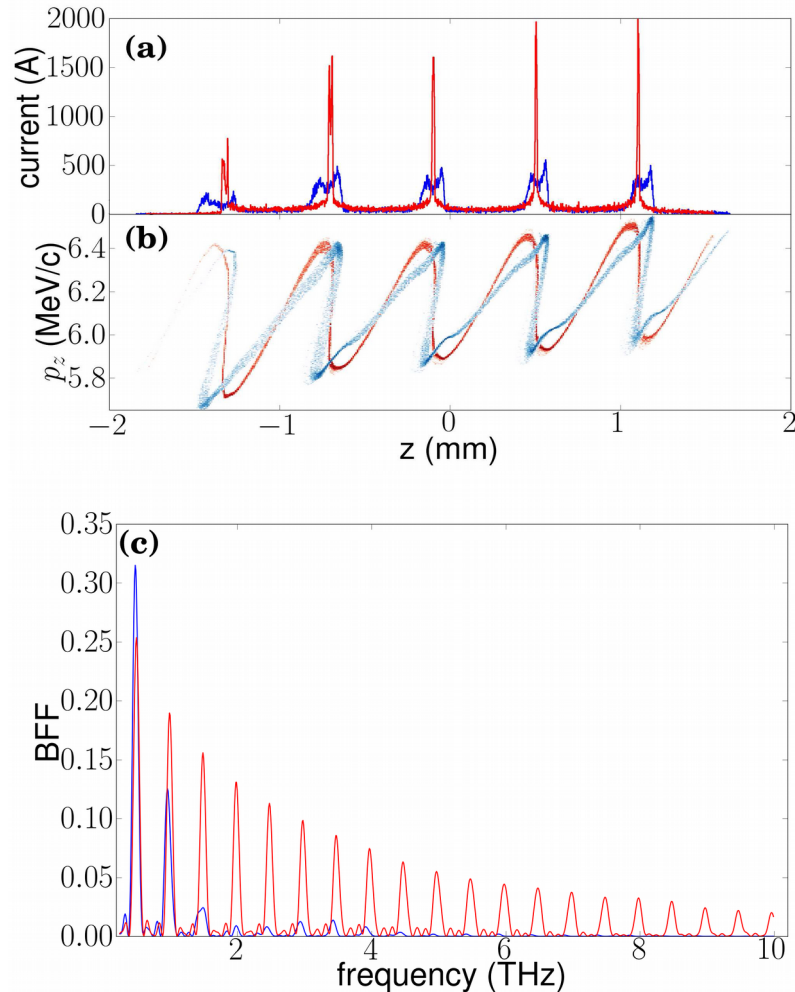 (a)
2000
1500
1000
500
0
current (A)
(b)
6.4
6.2
6.0
5.8
p_z (MeV/c)
−2 −1 0 1 2
z (mm)
(c)
0.35
0.30
0.25
0.20
0.15
0.10
0.05
0.00
BFF
2 4 6 8 10
frequency (THz)